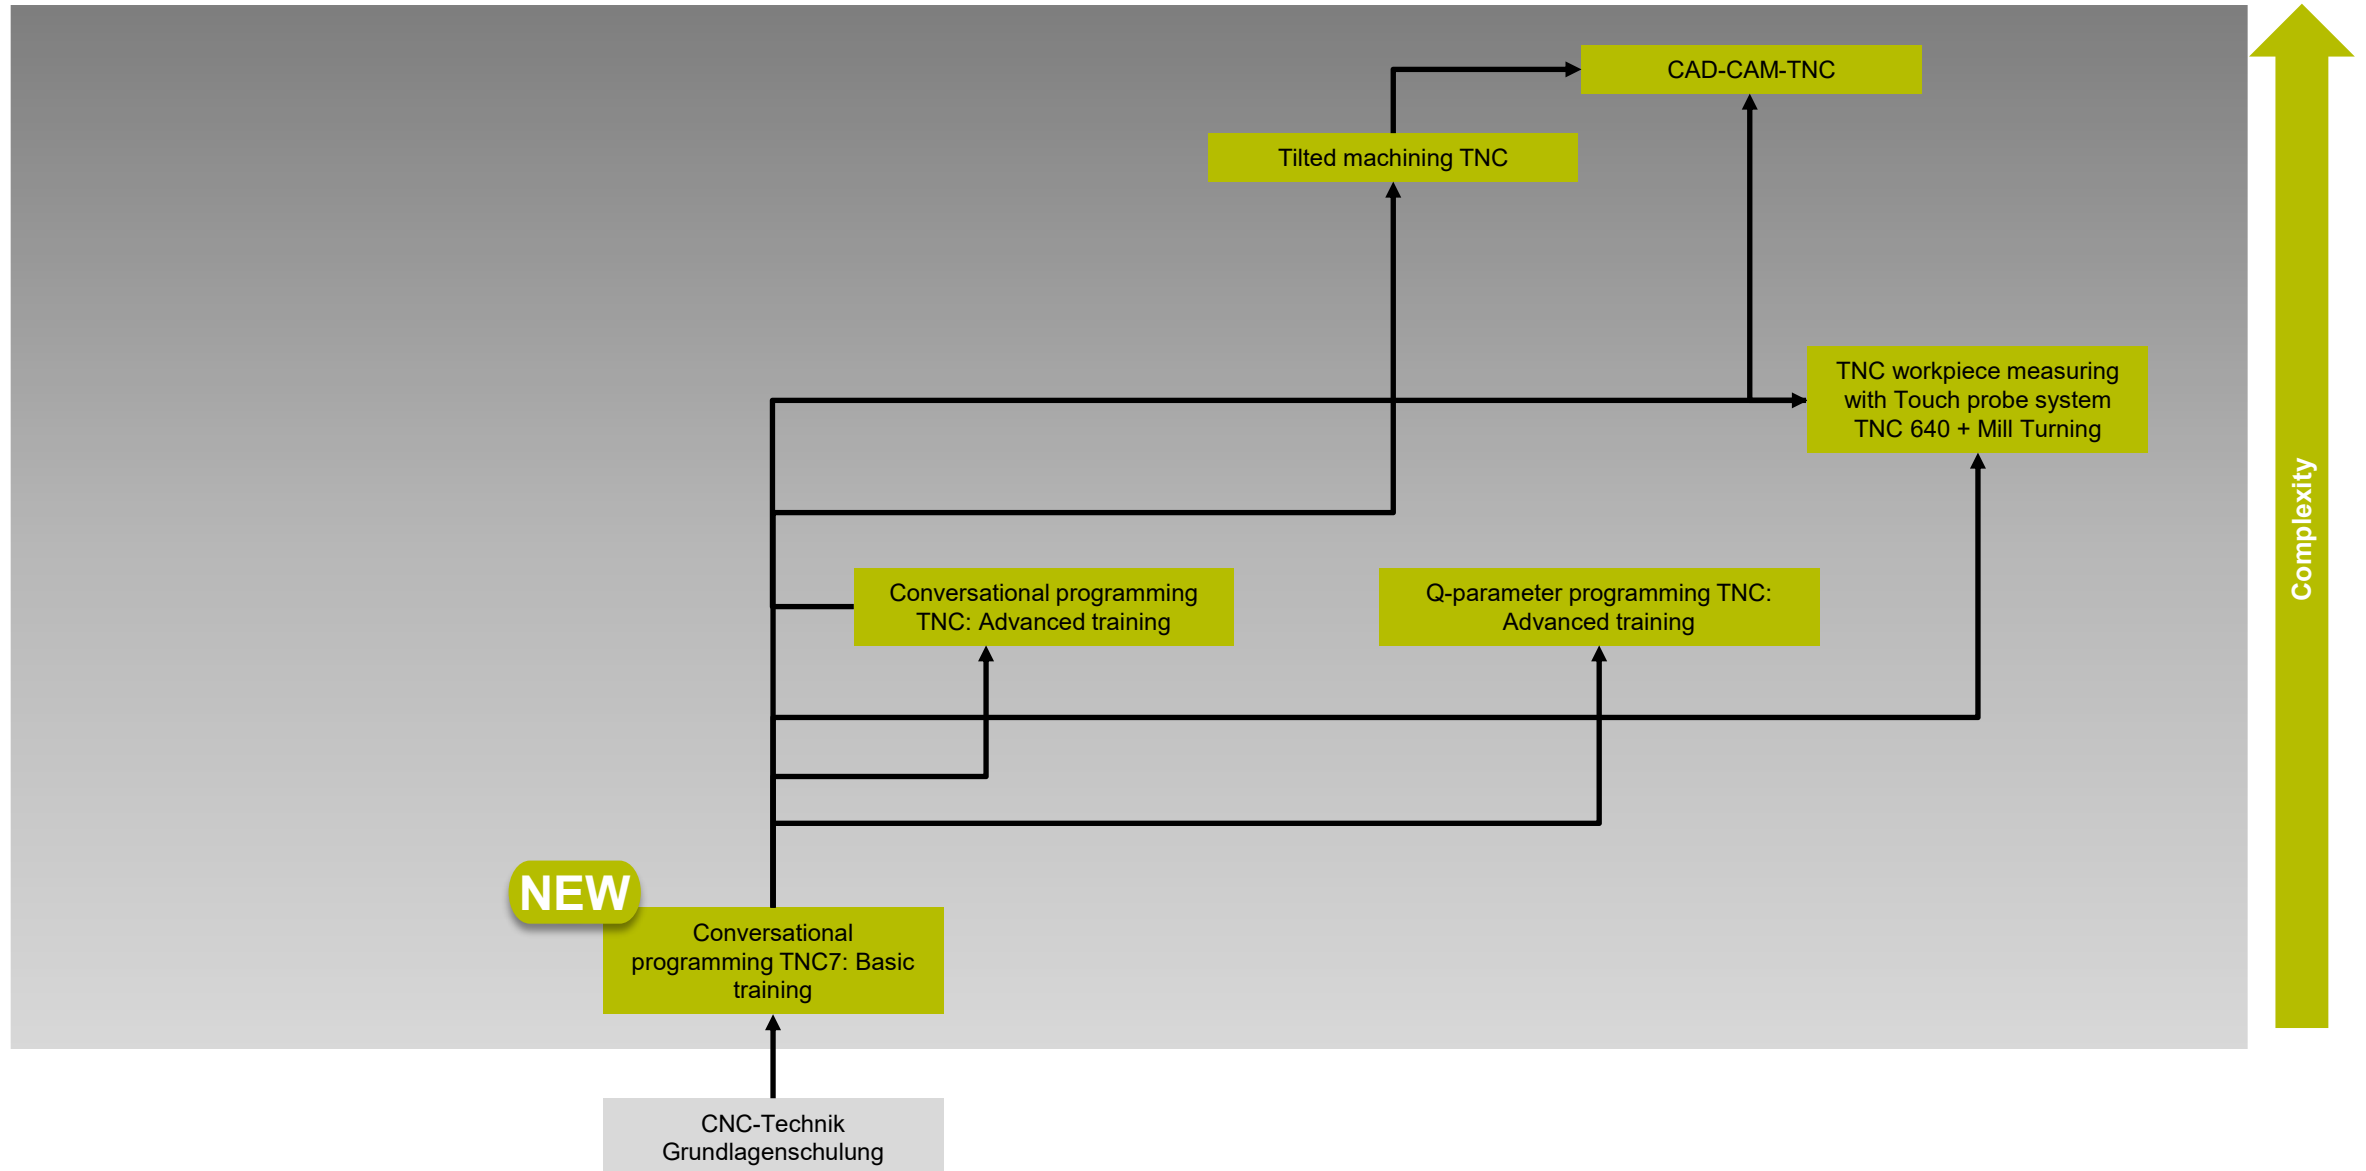 CAD-CAM-TNC
Tilted machining TNC
TNC workpiece measuring
with Touch probe system
TNC 640 + Mill Turning
Complexity
Conversational programming
TNC: Advanced training
Q-parameter programming TNC:
Advanced training
NEW
Conversational
programming TNC7: Basic
training
CNC-Technik
Grundlagenschulung